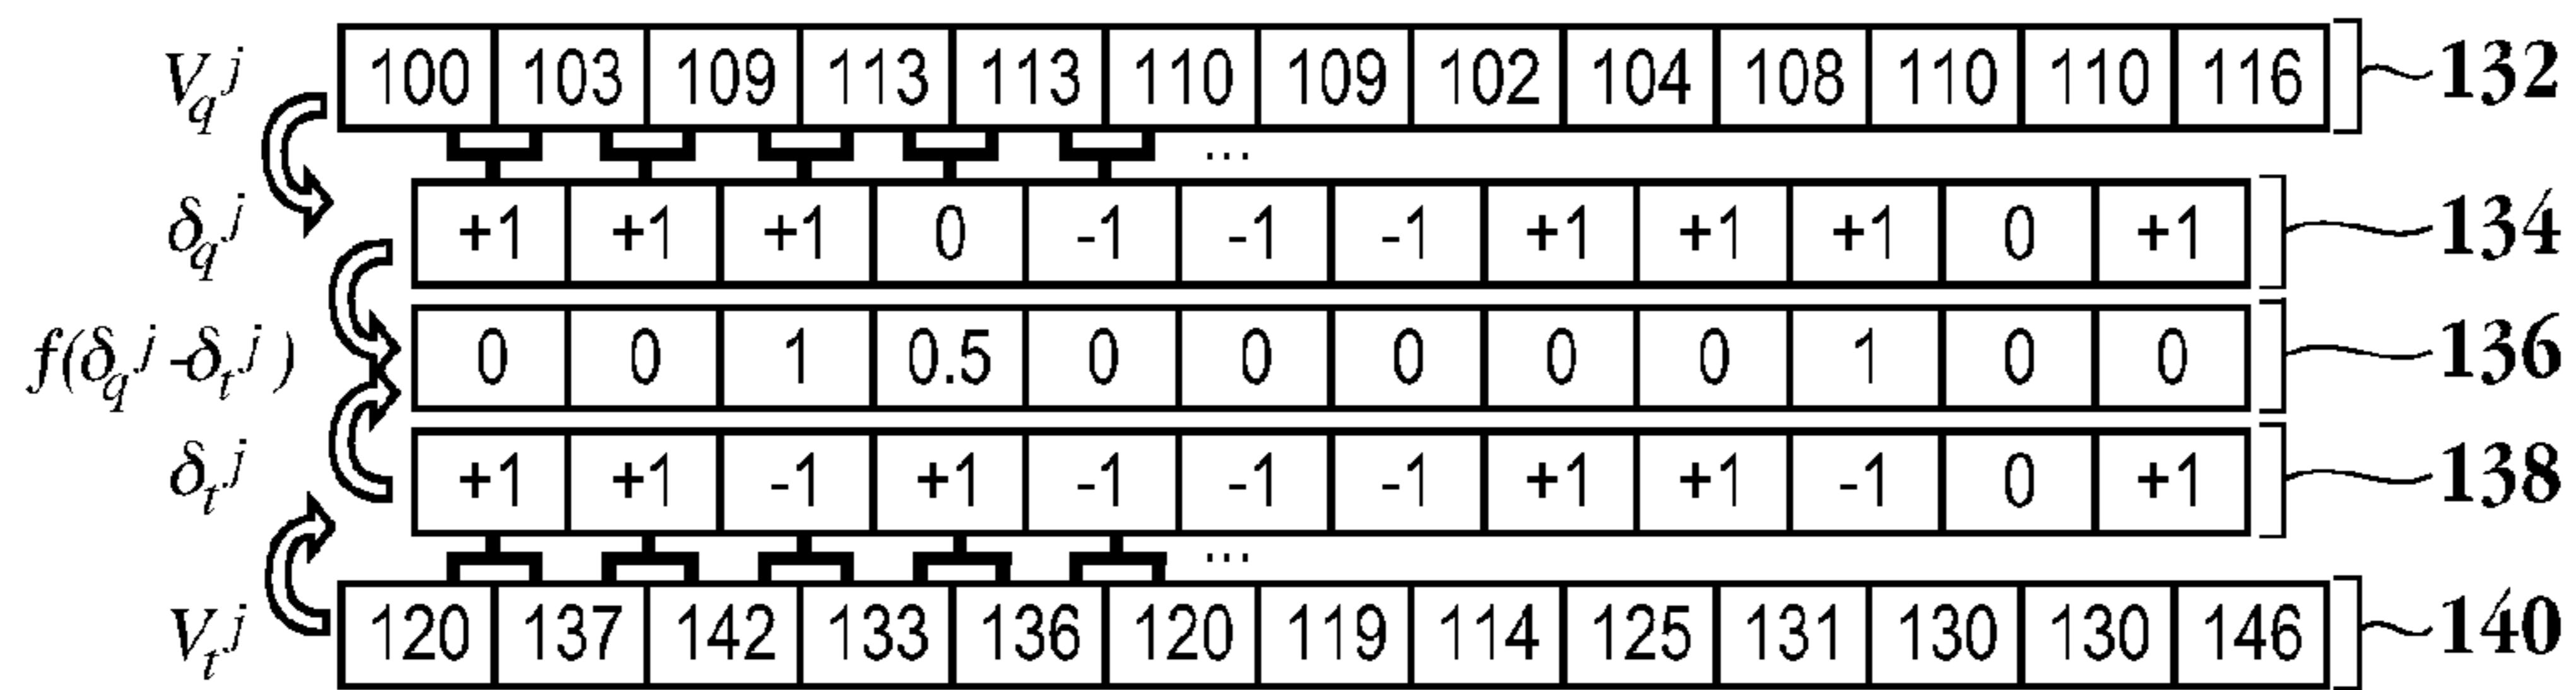 V_q^j 100 103 109 113 113 110 109 102 104 108 110 110 116 132
...
δ_q^j +1 +1 +1 0 -1 -1 -1 +1 +1 +1 0 +1 134
f(δ_q^j-δ_t^j) 0 0 1 0.5 0 0 0 0 0 1 0 0 136
δ_t^j +1 +1 -1 +1 -1 -1 -1 +1 +1 -1 0 +1 138
...
V_t^j 120 137 142 133 136 120 119 114 125 131 130 130 146 140